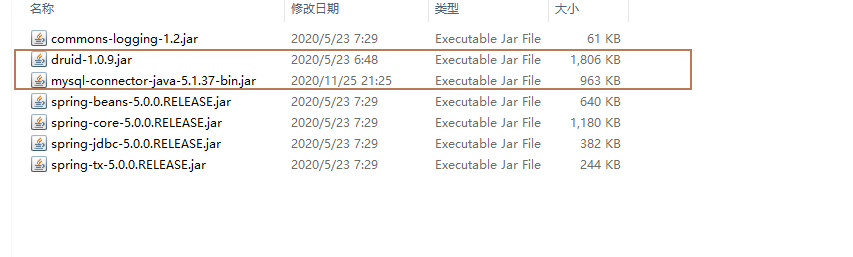 名称 修改日期 类型 大小
commons-logging-1.2.jar 2020/5/23 7:29 Executable Jar File 61 KB
druid-1.0.9.jar 2020/5/23 6:48 Executable Jar File 1,806 KB
mysql-connector-java-5.1.37-bin.jar 2020/11/25 21:25 Executable Jar File 963 KB
spring-beans-5.0.0.RELEASE.jar 2020/5/23 7:29 Executable Jar File 640 KB
spring-core-5.0.0.RELEASE.jar 2020/5/23 7:29 Executable Jar File 1,180 KB
spring-jdbc-5.0.0.RELEASE.jar 2020/5/23 7:29 Executable Jar File 382 KB
spring-tx-5.0.0.RELEASE.jar 2020/5/23 7:29 Executable Jar File 244 KB